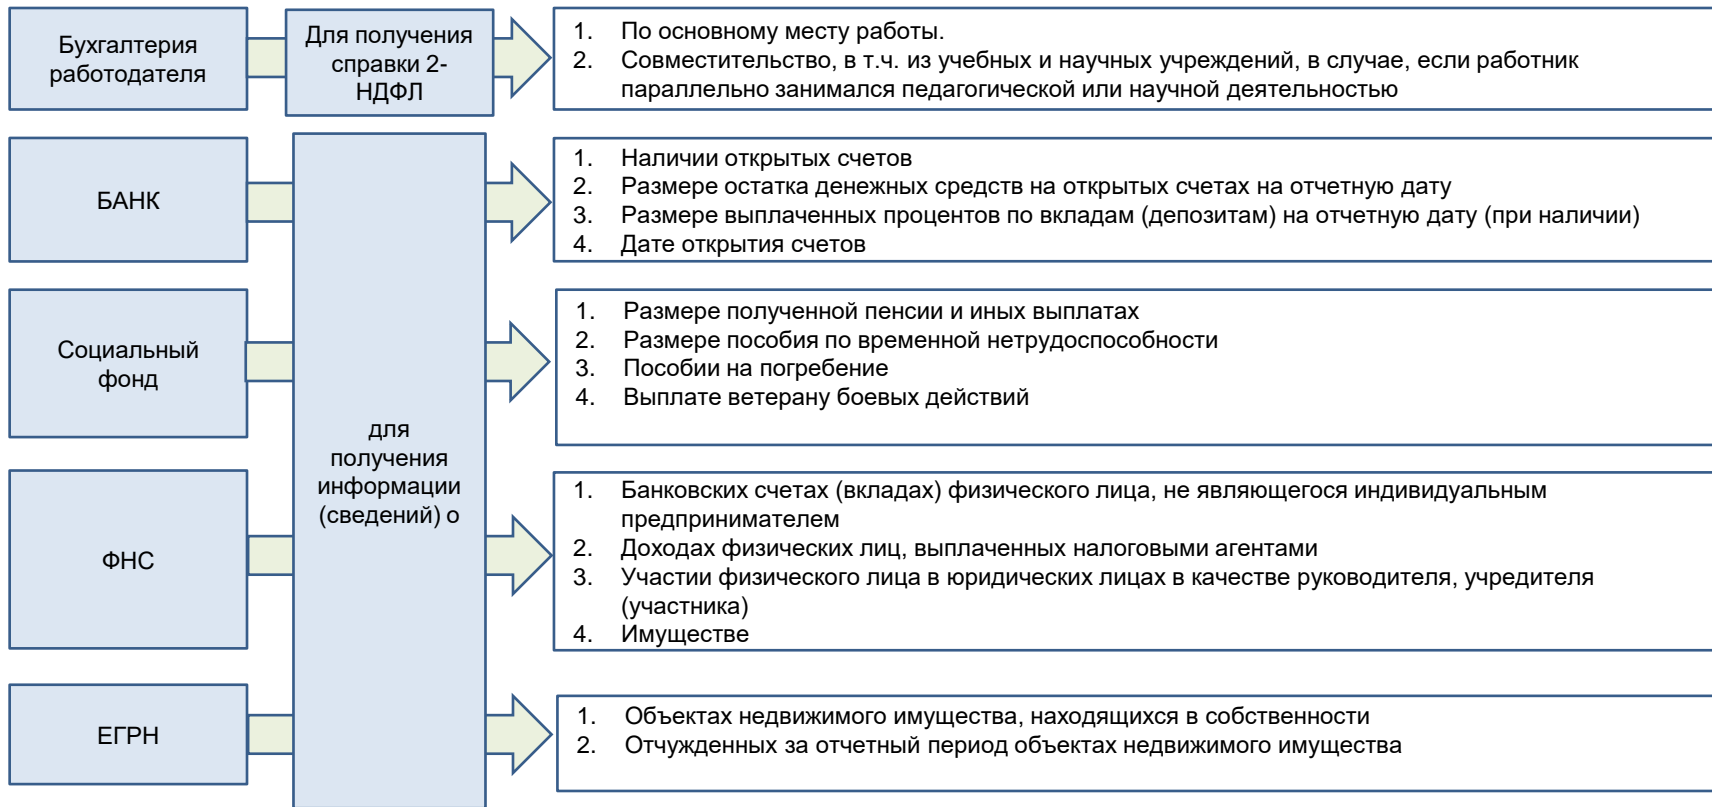 Бухгалтерия
работодателя
Для получения
справки 2-
НДФЛ
1. По основному месту работы.
2. Совместительство, в т.ч. из учебных и научных учреждений, в случае, если работник
параллельно занимался педагогической или научной деятельностью
БАНК
1. Наличии открытых счетов
2. Размере остатка денежных средств на открытых счетах на отчетную дату
3. Размере выплаченных процентов по вкладам (депозитам) на отчетную дату (при наличии)
4. Дате открытия счетов
Социальный
фонд
1. Размере полученной пенсии и иных выплатах
2. Размере пособия по временной нетрудоспособности
3. Пособии на погребение
4. Выплате ветерану боевых действий
для
получения
информации
(сведений) о
ФНС
1. Банковских счетах (вкладах) физического лица, не являющегося индивидуальным
предпринимателем
2. Доходах физических лиц, выплаченных налоговыми агентами
3. Участии физического лица в юридических лицах в качестве руководителя, учредителя
(участника)
4. Имуществе
ЕГРН
1. Объектах недвижимого имущества, находящихся в собственности
2. Отчужденных за отчетный период объектах недвижимого имущества